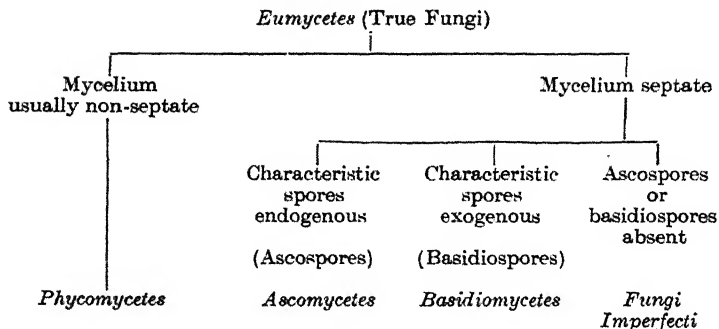 Eumycetes (True Fungi)
Mycelium
usually non-septate
Mycelium septate
Characteristic
spores
endogenous
(Ascospores)
Characteristic
spores
exogenous
(Basidiospores)
Ascospores
or
basidiospores
absent
Phycomycetes
Ascomycetes
Basidiomycetes
Fungi
Imperfecti